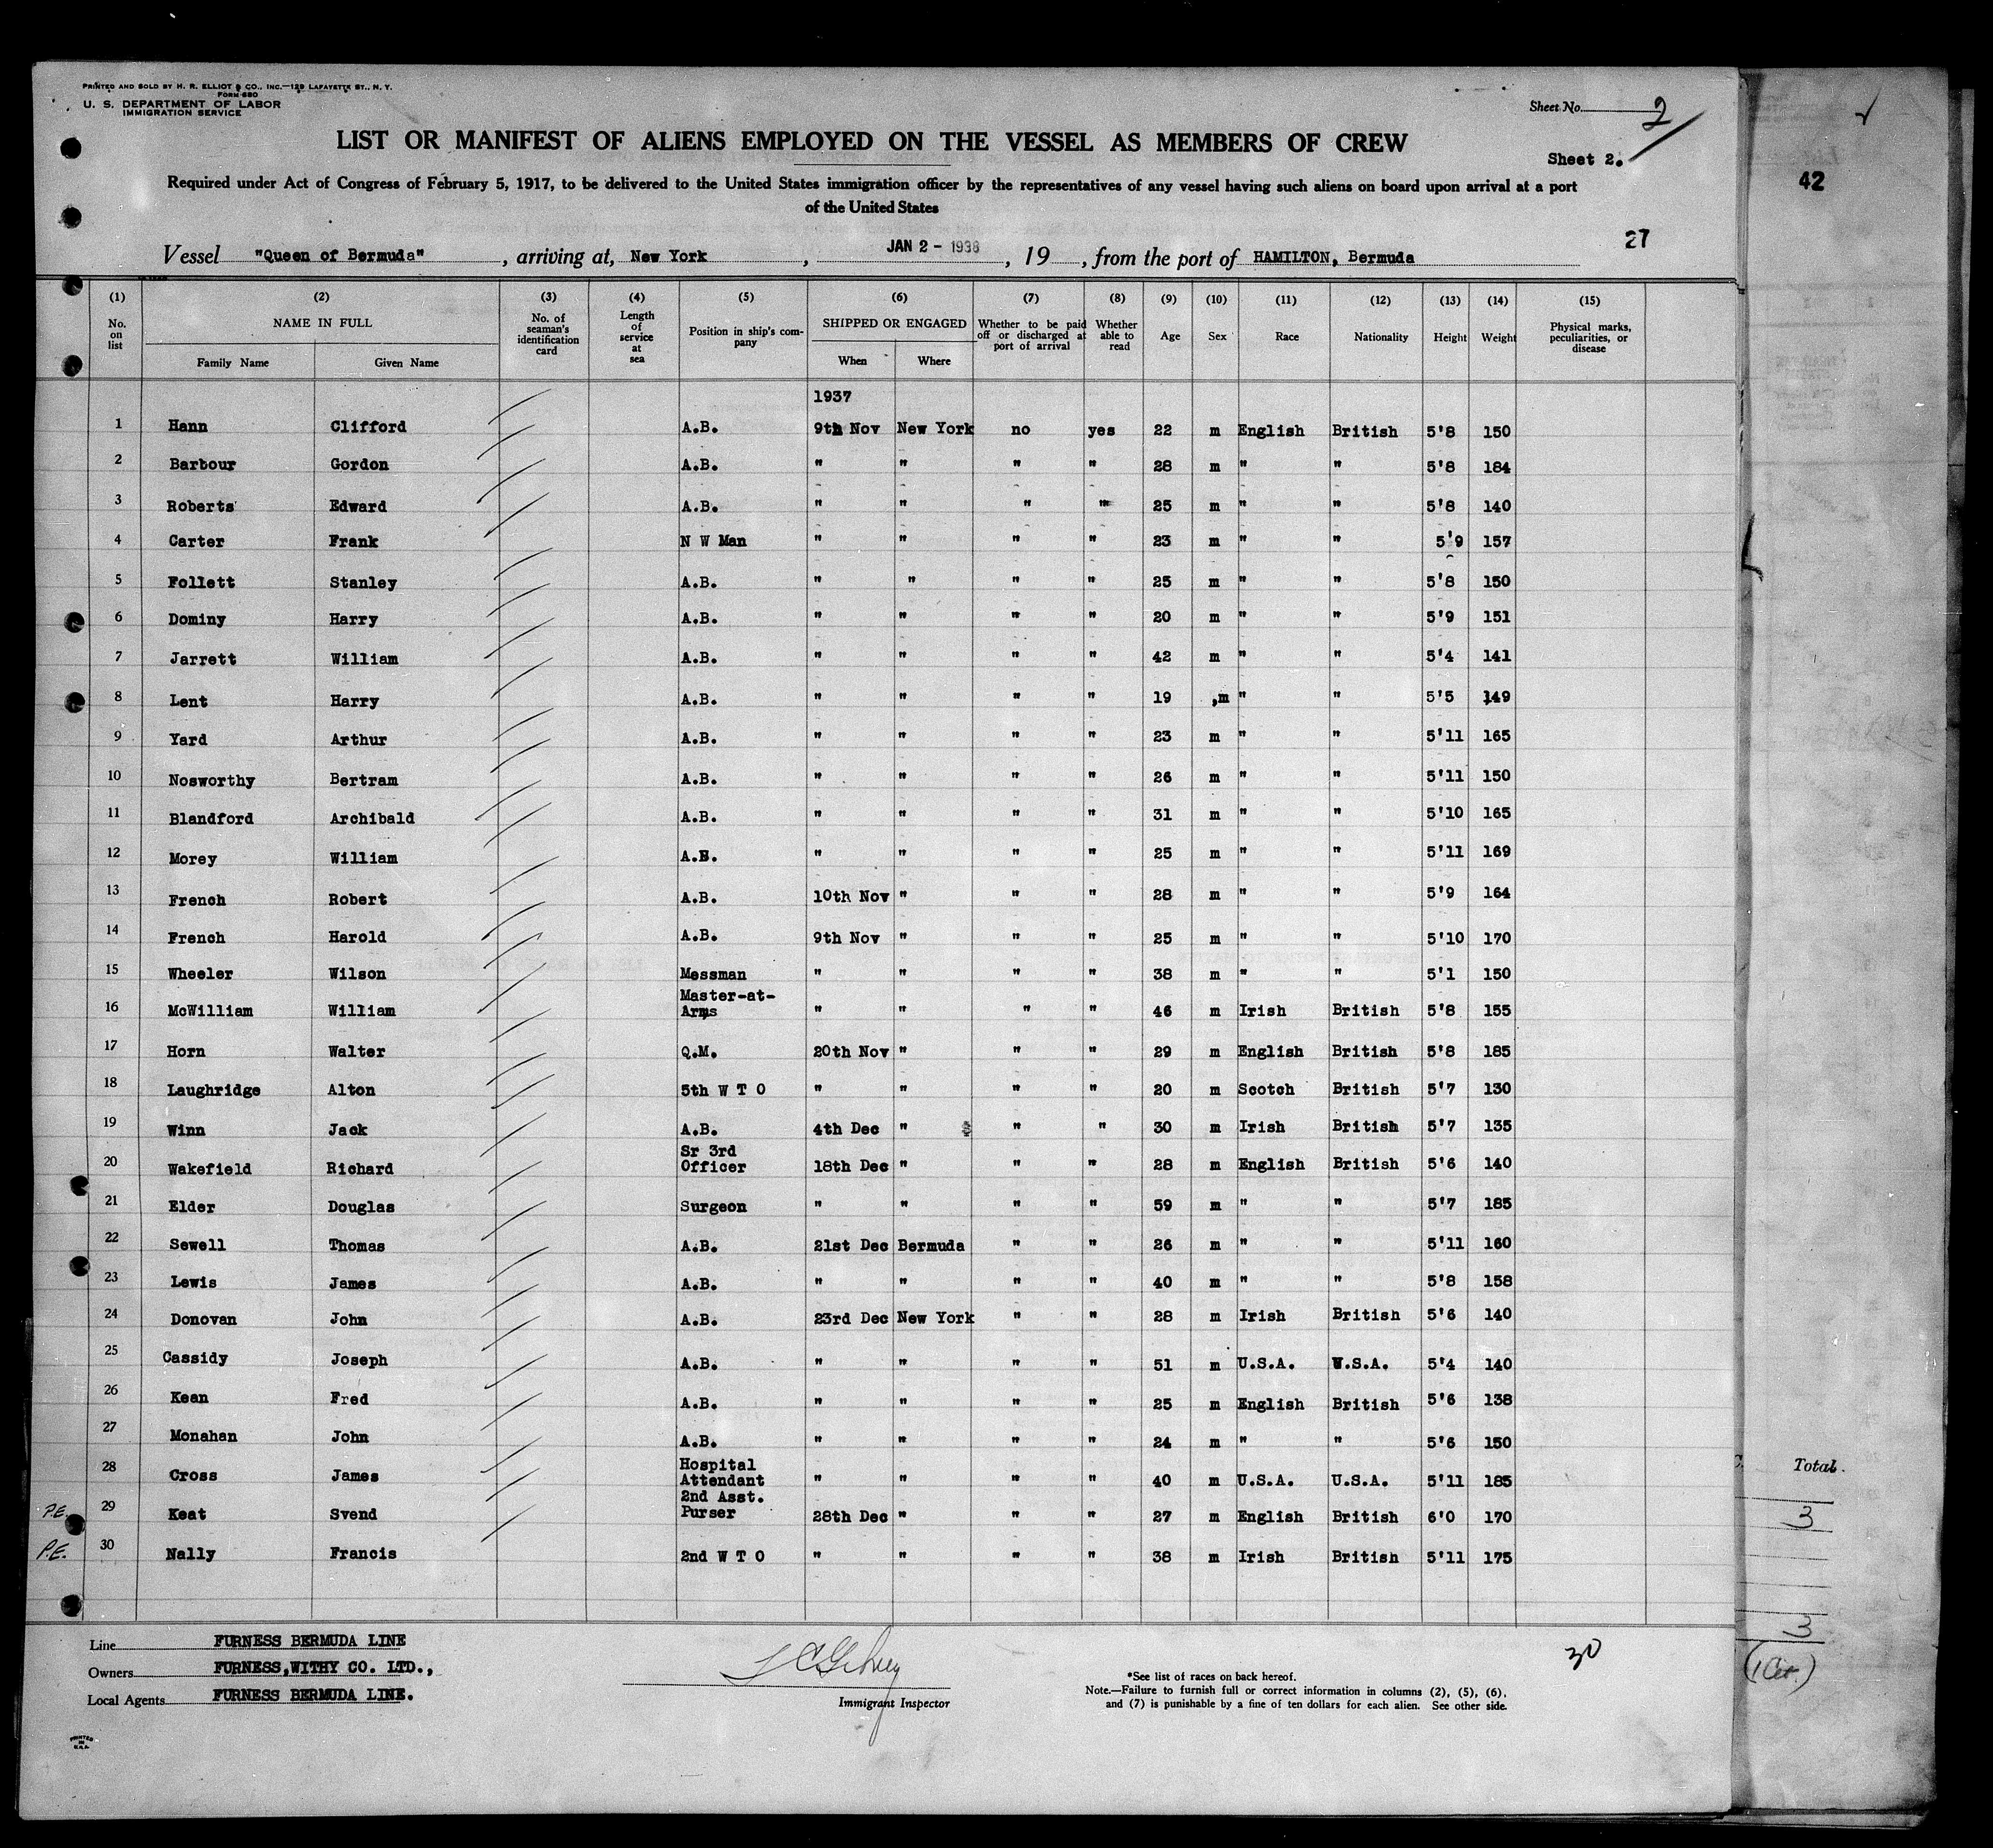 PRINTED AND SOLD BY H. R. ELLIOT & CO., INC.—129 LAFAYETTE ST., N. Y.
FORM 680
U. S. DEPARTMENT OF LABOR
IMMIGRATION SERVICE
Sheet No. 2
LIST OR MANIFEST OF ALIENS EMPLOYED ON THE VESSEL AS MEMBERS OF CREW
Sheet 2.
42
Required under Act of Congress of February 5, 1917, to be delivered to the United States immigration officer by the representatives of any vessel having such aliens on board upon arrival at a port
of the United States
27
Vessel "Queen of Bermuda", arriving at, New York, JAN 2 - 1938, 19, from the port of HAMILTON, Bermuda
(1) (2) (3) (4) (5) (6) (7) (8) (9) (10) (11) (12) (13) (14) (15)
No. on list NAME IN FULL Family Name Given Name No. of seaman's identification card Length of service at sea Position in ship's company SHIPPED OR ENGAGED When Where Whether to be paid off or discharged at port of arrival Whether able to read Age Sex Race Nationality Height Weight Physical marks, peculiarities, or disease
1937
1 Hann Clifford A.B. 9th Nov New York no yes 22 m English British 5'8 150
2 Barbour Gordon A.B. " " " " 28 m " " 5'8 184
3 Roberts Edward A.B. " " " " 25 m " " 5'8 140
4 Carter Frank N W Man " " " " 23 m " " 5'9 157
5 Follett Stanley A.B. " " " " 25 m " " 5'8 150
6 Dominy Harry A.B. " " " " 20 m " " 5'9 151
7 Jarrett William A.B. " " " " 42 m " " 5'4 141
8 Lent Harry A.B. " " " " 19 ,m " " 5'5 149
9 Yard Arthur A.B. " " " " 23 m " " 5'11 165
10 Nosworthy Bertram A.B. " " " " 26 m " " 5'11 150
11 Blandford Archibald A.B. " " " " 31 m " " 5'10 165
12 Morey William A.B. " " " " 25 m " " 5'11 169
13 French Robert A.B. 10th Nov " " " 28 m " " 5'9 164
14 French Harold A.B. 9th Nov " " " 25 m " " 5'10 170
15 Wheeler Wilson Messman " " " " 38 m " " 5'1 150
16 McWilliam William Master-at-Arms " " " " 46 m Irish British 5'8 155
17 Horn Walter Q.M. 20th Nov " " " 29 m English British 5'8 185
18 Laughridge Alton 5th W T O " " " " 20 m Scotch British 5'7 130
19 Winn Jack A.B. 4th Dec " " " 30 m Irish British 5'7 135
20 Wakefield Richard Sr 3rd Officer 18th Dec " " " 28 m English British 5'6 140
21 Elder Douglas Surgeon " " " " 59 m " " 5'7 185
22 Sewell Thomas A.B. 21st Dec Bermuda " " 26 m " " 5'11 160
23 Lewis James A.B. " " " " 40 m " " 5'8 158
24 Donovan John A.B. 23rd Dec New York " " 28 m Irish British 5'6 140
25 Cassidy Joseph A.B. " " " " 51 m U.S.A. U.S.A. 5'4 140
26 Kean Fred A.B. " " " " 25 m English British 5'6 138
27 Monahan John A.B. " " " " 24 m " " 5'6 150
28 Cross James Hospital Attendant " " " " 40 m U.S.A. U.S.A. 5'11 185
P.E. 29 Keat Svend 2nd Asst. Purser 28th Dec " " " 27 m English British 6'0 170
P.E. 30 Nally Francis 2nd W T O " " " " 38 m Irish British 5'11 175
Total
3
3
Line FURNESS BERMUDA LINE
Owners FURNESS,WITHY CO. LTD.,
Local Agents FURNESS BERMUDA LINE.
Immigrant Inspector
30
*See list of races on back hereof.
Note.—Failure to furnish full or correct information in columns (2), (5), (6),
and (7) is punishable by a fine of ten dollars for each alien. See other side.
PRINTED
IN
U.S.A.